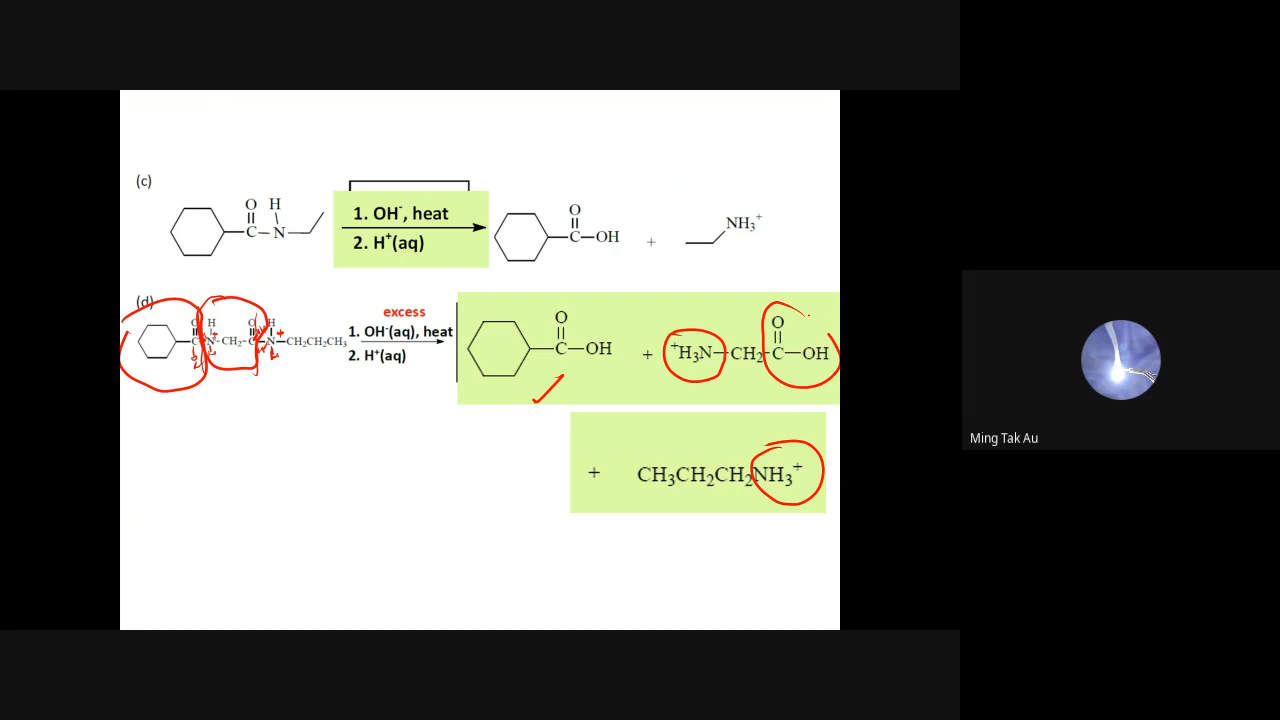 (c)
O H
C-N
1. OH⁻, heat
2. H⁺(aq)
O
C-OH
+
NH₃⁺
(d)
O H O H
C-N-CH₂-C-N-CH₂CH₂CH₃
excess
1. OH⁻(aq), heat
2. H⁺(aq)
O
C-OH
+
O
⁺H₃N-CH₂-C-OH
+
CH₃CH₂CH₂NH₃⁺
Ming Tak Au